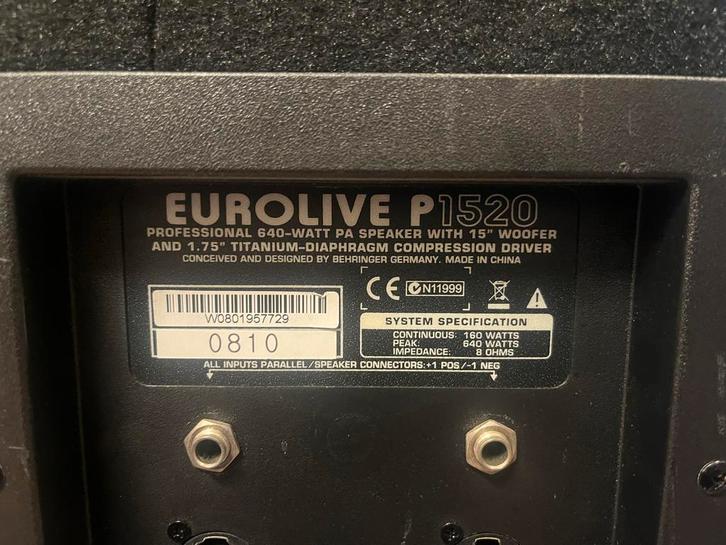 EUROLIVE P1520
PROFESSIONAL 640-WATT PA SPEAKER WITH 15" WOOFER
AND 1.75" TITANIUM-DIAPHRAGM COMPRESSION DRIVER
CONCEIVED AND DESIGNED BY BEHRINGER GERMANY. MADE IN CHINA
CE N11999
W0801957729
0810
SYSTEM SPECIFICATION
CONTINUOUS: 160 WATTS
PEAK: 640 WATTS
IMPEDANCE: 8 OHMS
ALL INPUTS PARALLEL/SPEAKER CONNECTORS:+1 POS/-1 NEG